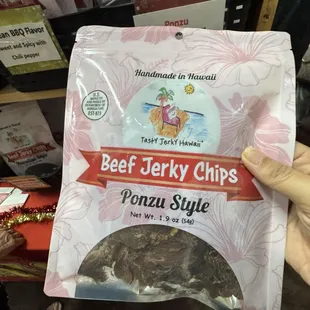 an BBQ Flavor
Sweet and Spicy with
Chili pepper
Ponzu
Handmade in Hawaii
Tasty Jerky Hawaii
Beef Jerky Chips
Ponzu Style
Net Wt. 1.9 oz (54g)